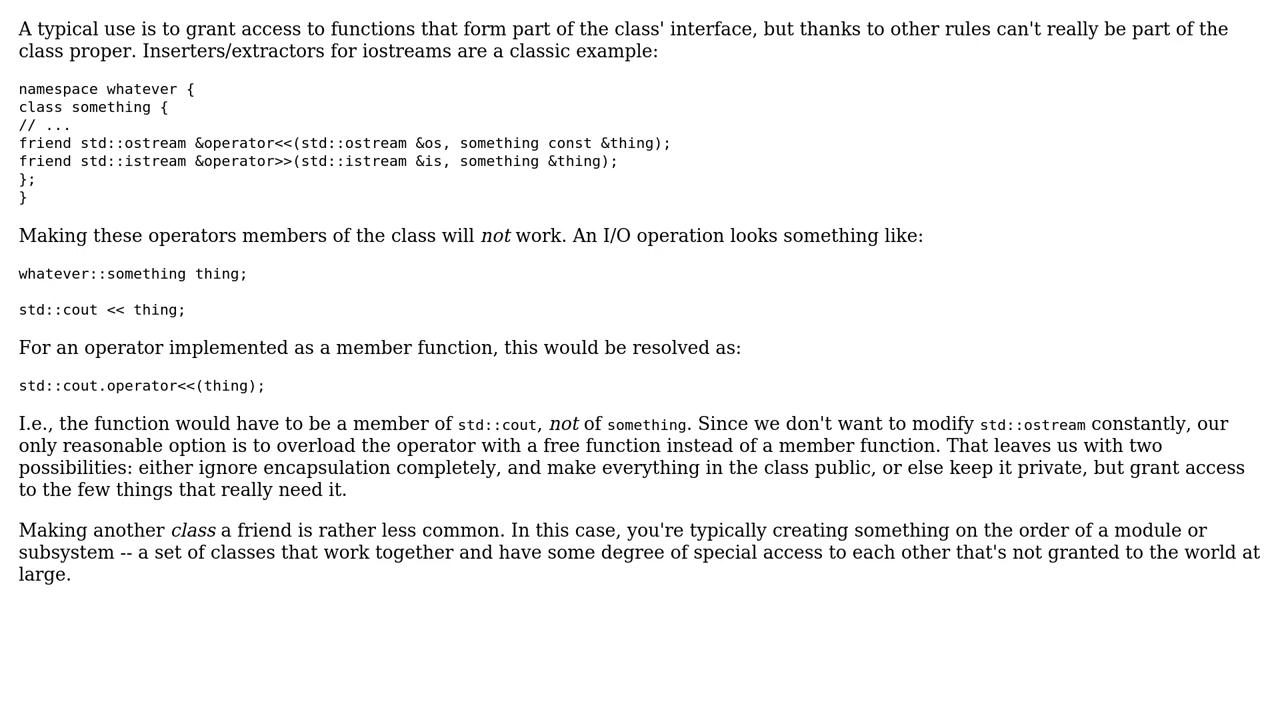 A typical use is to grant access to functions that form part of the class' interface, but thanks to other rules can't really be part of the
class proper. Inserters/extractors for iostreams are a classic example:
namespace whatever {
class something {
// ...
friend std::ostream &operator<<(std::ostream &os, something const &thing);
friend std::istream &operator>>(std::istream &is, something &thing);
};
}
Making these operators members of the class will not work. An I/O operation looks something like:
whatever::something thing;
std::cout << thing;
For an operator implemented as a member function, this would be resolved as:
std::cout.operator<<(thing);
I.e., the function would have to be a member of std::cout, not of something. Since we don't want to modify std::ostream constantly, our
only reasonable option is to overload the operator with a free function instead of a member function. That leaves us with two
possibilities: either ignore encapsulation completely, and make everything in the class public, or else keep it private, but grant access
to the few things that really need it.
Making another class a friend is rather less common. In this case, you're typically creating something on the order of a module or
subsystem -- a set of classes that work together and have some degree of special access to each other that's not granted to the world at
large.